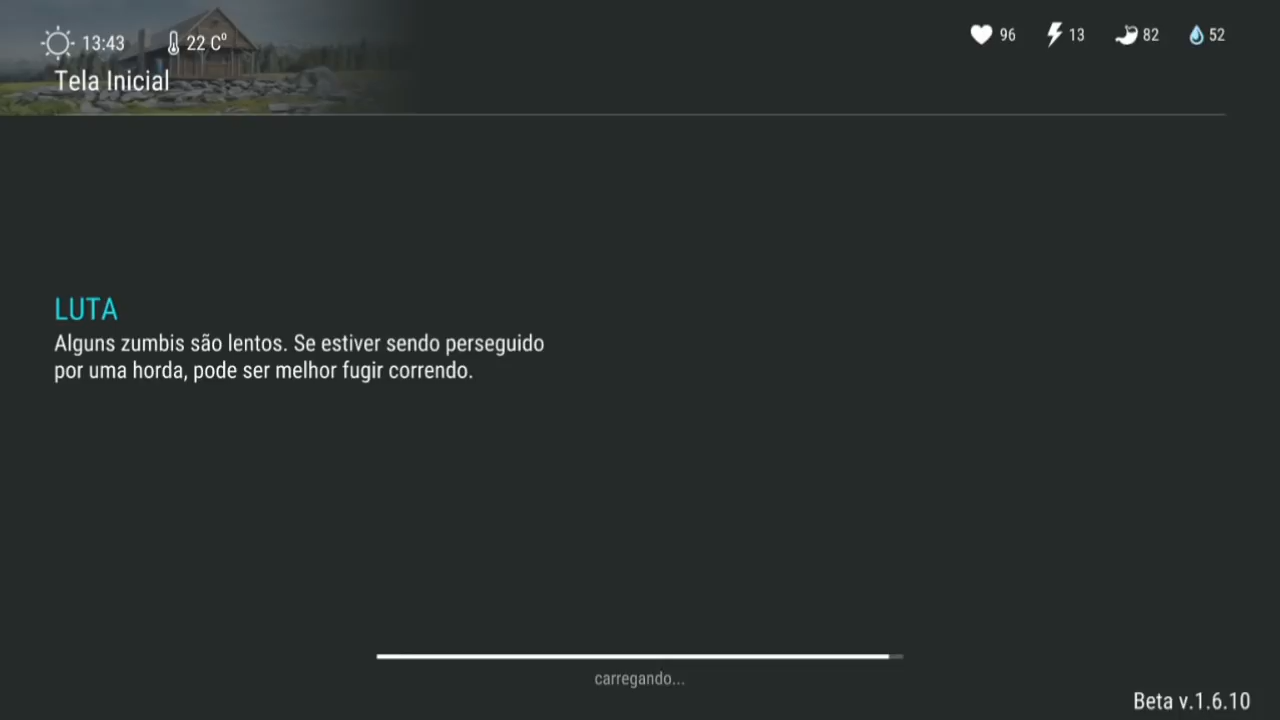 13:43 22 Cº 96 13 82 52
Tela Inicial
LUTA
Alguns zumbis são lentos. Se estiver sendo perseguido
por uma horda, pode ser melhor fugir correndo.
carregando...
Beta v.1.6.10